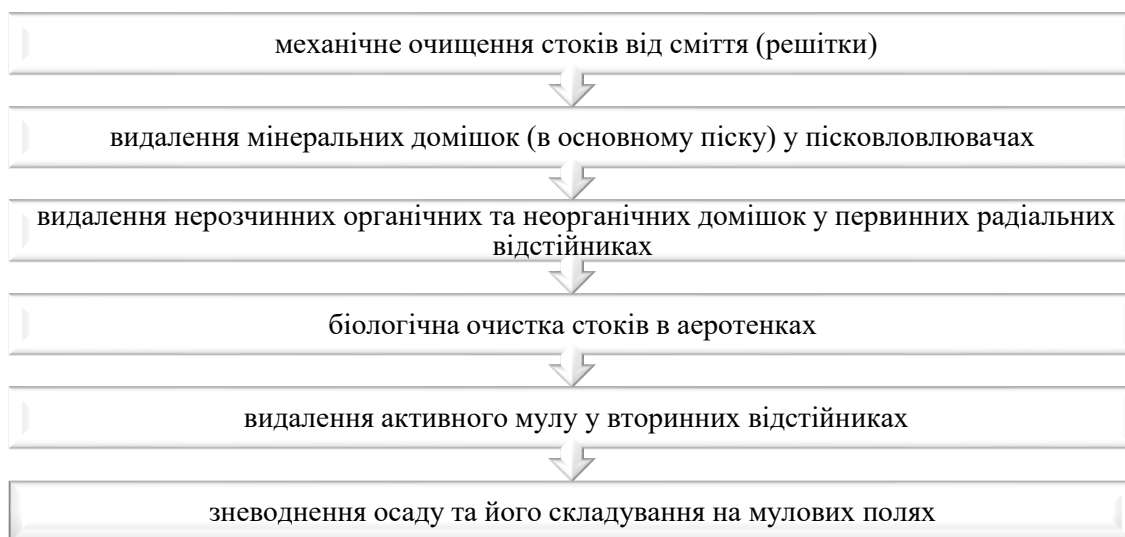 механічне очищення стоків від сміття (решітки)
видалення мінеральних домішок (в основному піску) у пісковловлювачах
видалення нерозчинних органічних та неорганічних домішок у первинних радіальних
відстійниках
біологічна очистка стоків в аеротенках
видалення активного мулу у вторинних відстійниках
зневоднення осаду та його складування на мулових полях